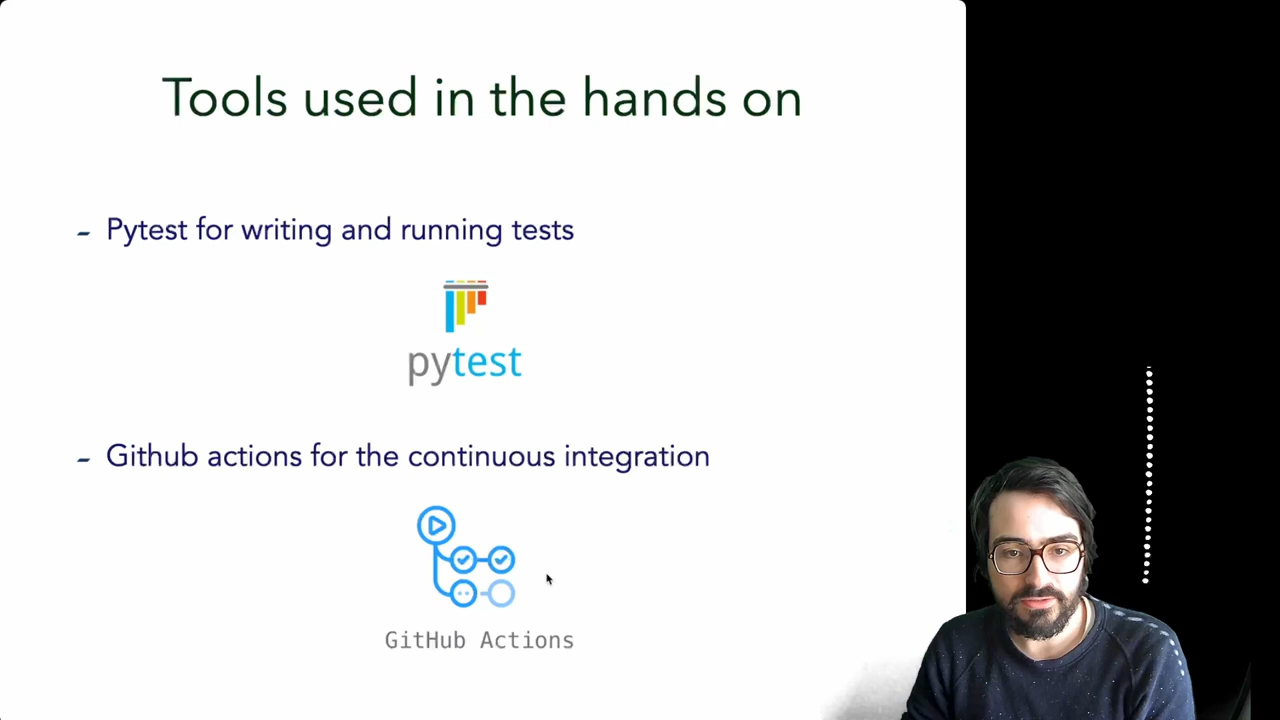 Tools used in the hands on
- Pytest for writing and running tests
pytest
- Github actions for the continuous integration
GitHub Actions